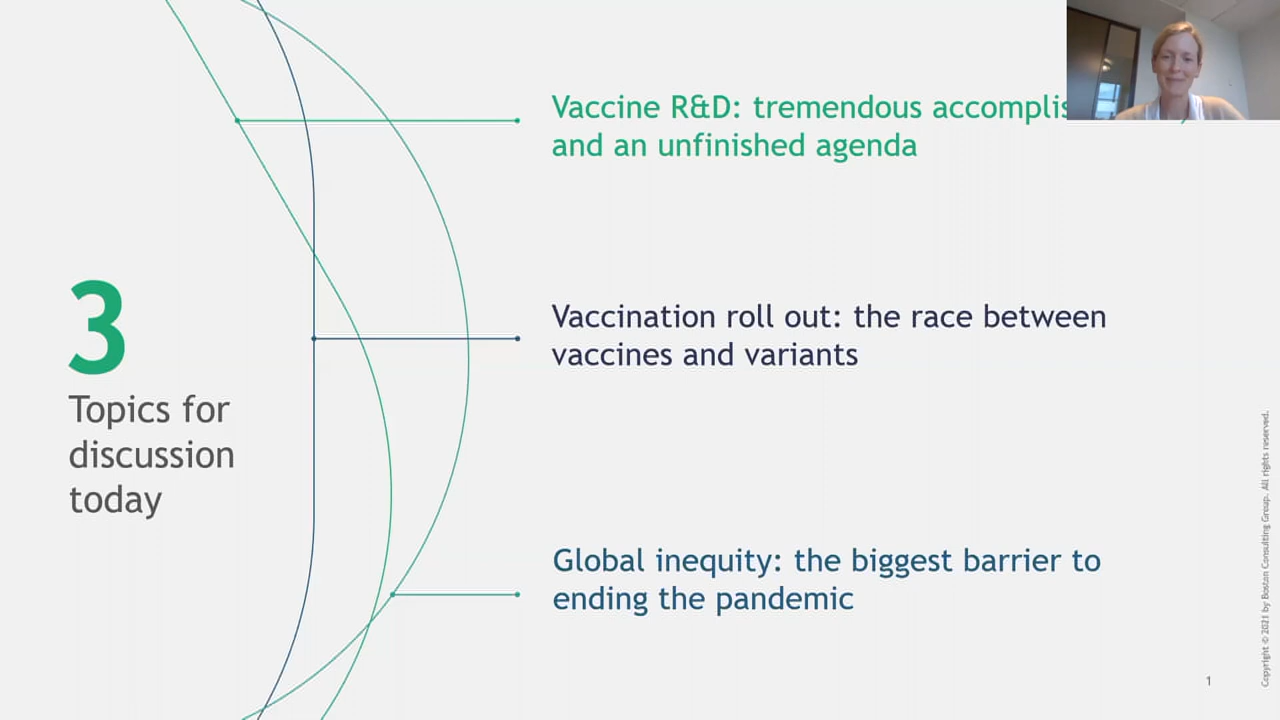 Vaccine R&D: tremendous
and an unfinished agenda
3
Topics for
discussion
today
Vaccination roll out: the race between
vaccines and variants
Global inequity: the biggest barrier to
ending the pandemic
Copyright © 2021 by Boston Consulting Group. All rights reserved.
1